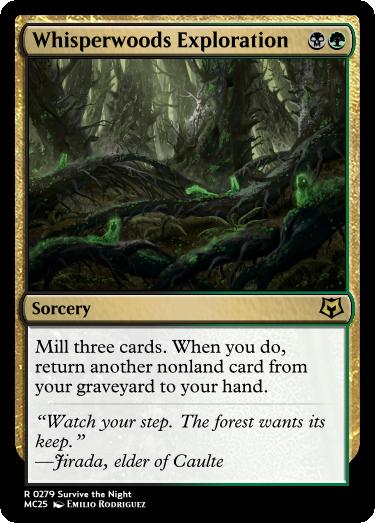 Whisperwoods Exploration
Sorcery
Mill three cards. When you do,
return another nonland card from
your graveyard to your hand.
“Watch your step. The forest wants its
keep.”
—Jirada, elder of Caulte
R 0279 Survive the Night
MC25 Emilio Rodriguez